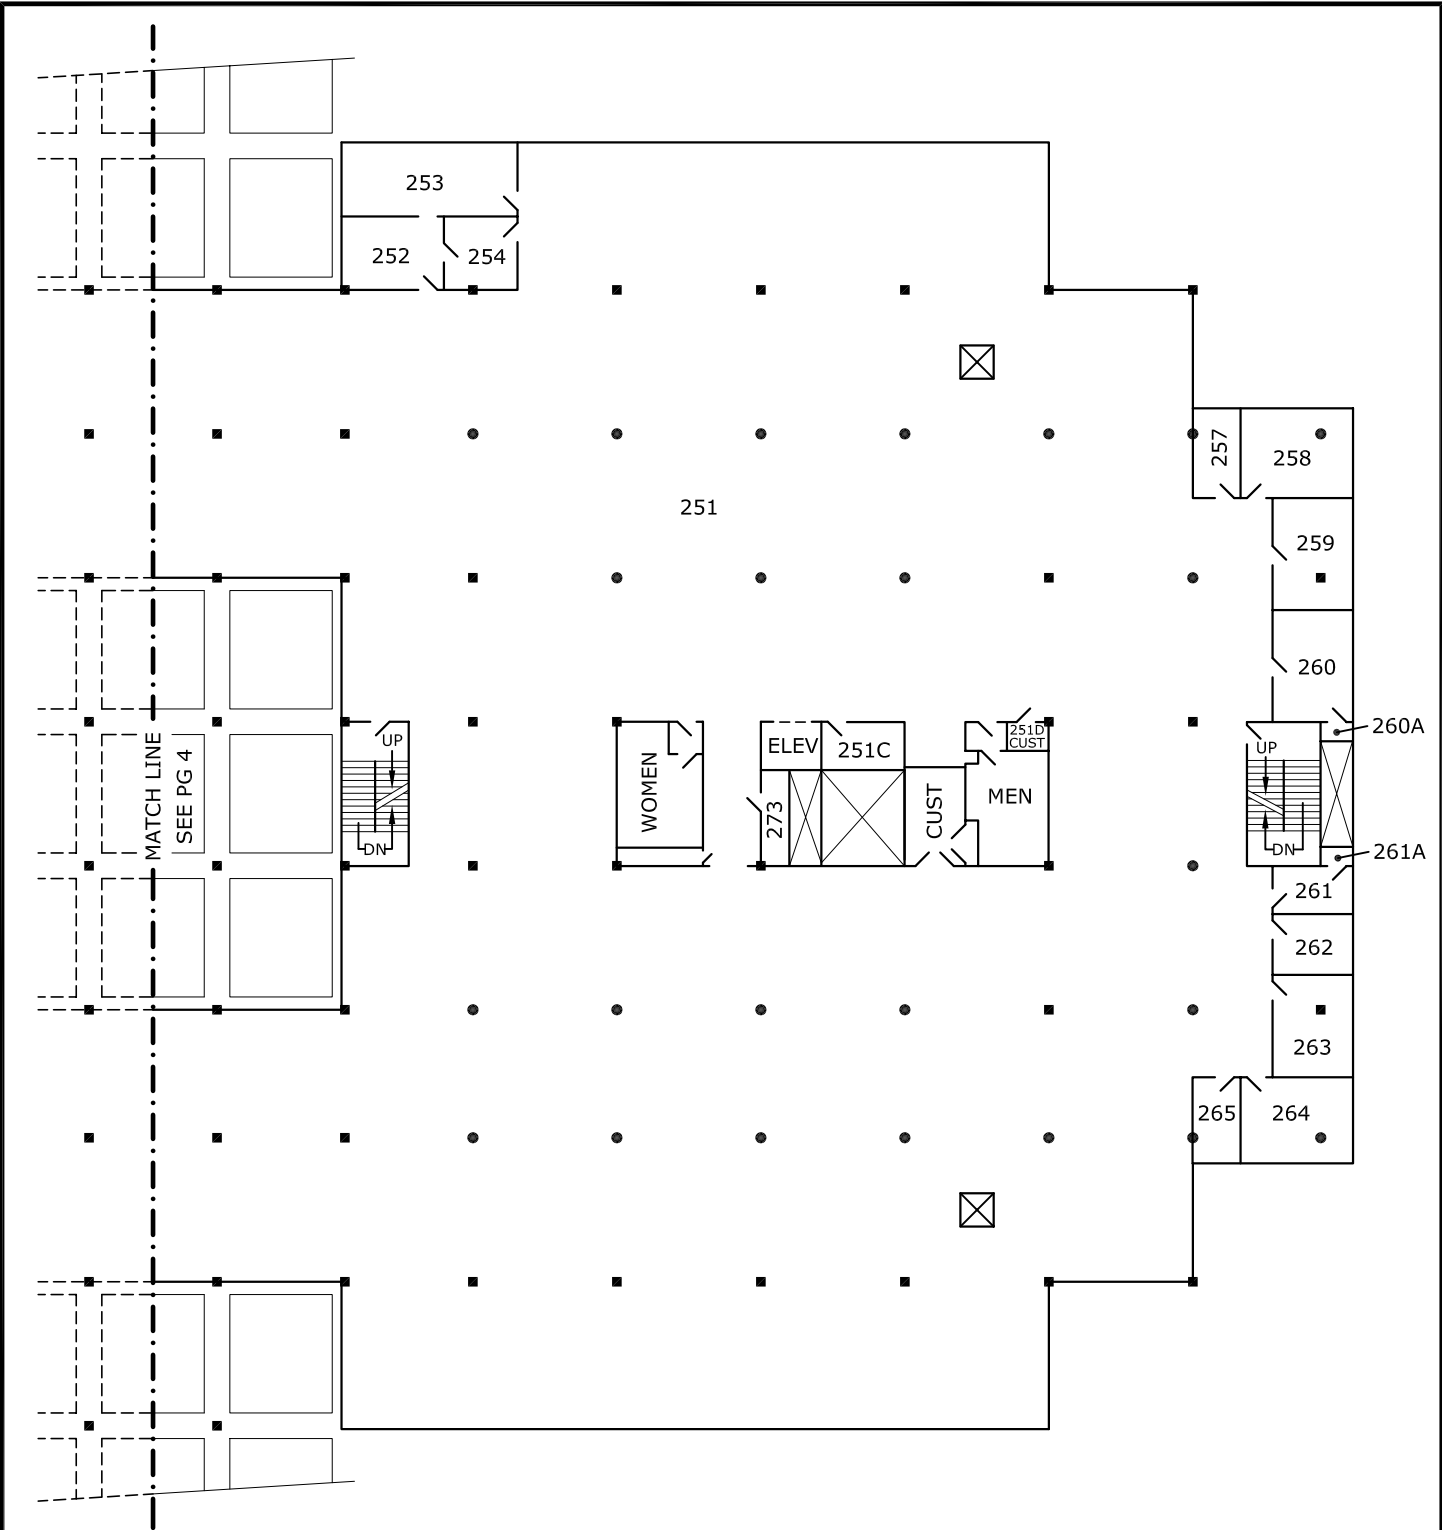 253
252
254
257
258
251
259
260
260A
MATCH LINE
SEE PG 4
UP
DN
WOMEN
ELEV
251C
273
CUST
251D
CUST
MEN
UP
DN
261A
261
262
263
265
264